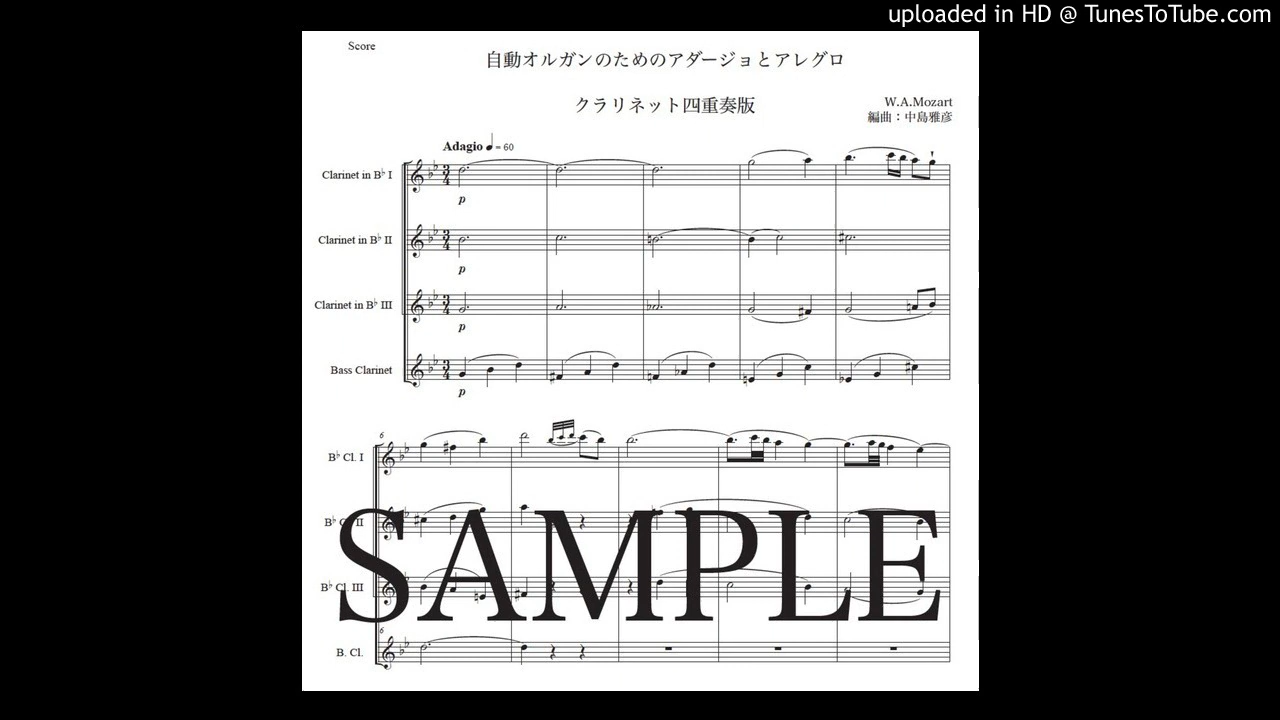 uploaded in HD @ TunesToTube.com
Score
自動オルガンのためのアダージョとアレグロ
クラリネット四重奏版
W.A.Mozart
編曲：中島雅彦
Adagio ♩ = 60
Clarinet in B♭ I
p
Clarinet in B♭ II
p
Clarinet in B♭ III
p
Bass Clarinet
p
6
B♭ Cl. I
B♭ Cl. II
B♭ Cl. III
6
B. Cl.
SAMPLE